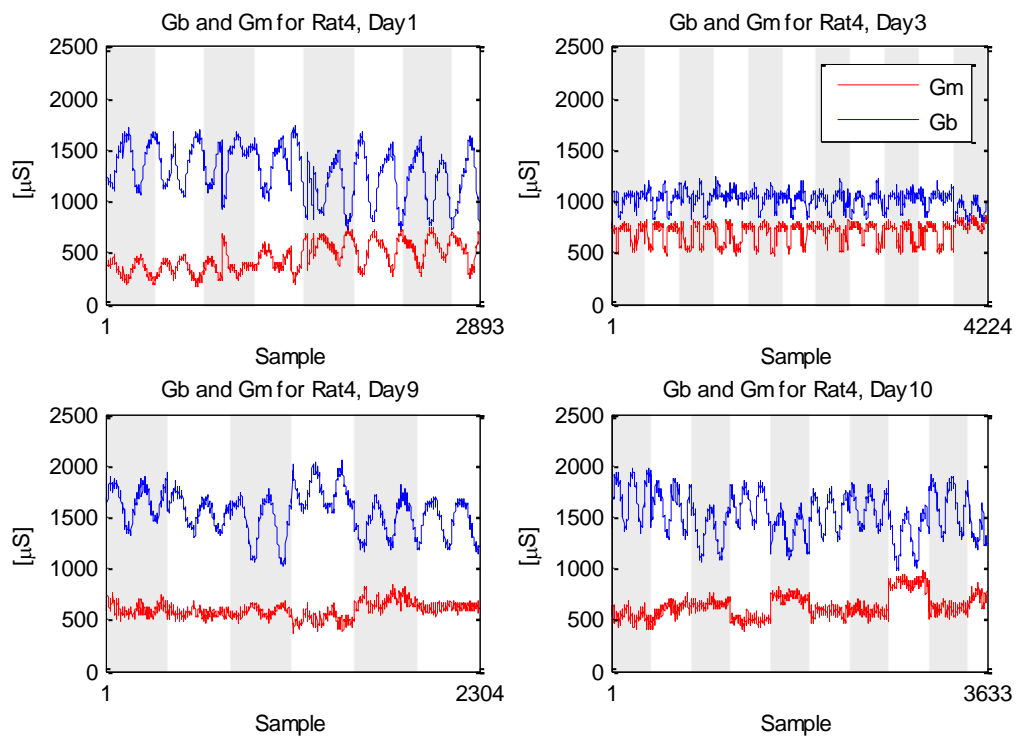 Gb and Gm for Rat4, Day1
2500
2000
1500
1000
500
0
[µS]
1
2893
Sample
Gb and Gm for Rat4, Day3
2500
2000
1500
1000
500
0
[µS]
Gm
Gb
1
4224
Sample
Gb and Gm for Rat4, Day9
2500
2000
1500
1000
500
0
[µS]
1
2304
Sample
Gb and Gm for Rat4, Day10
2500
2000
1500
1000
500
0
[µS]
1
3633
Sample